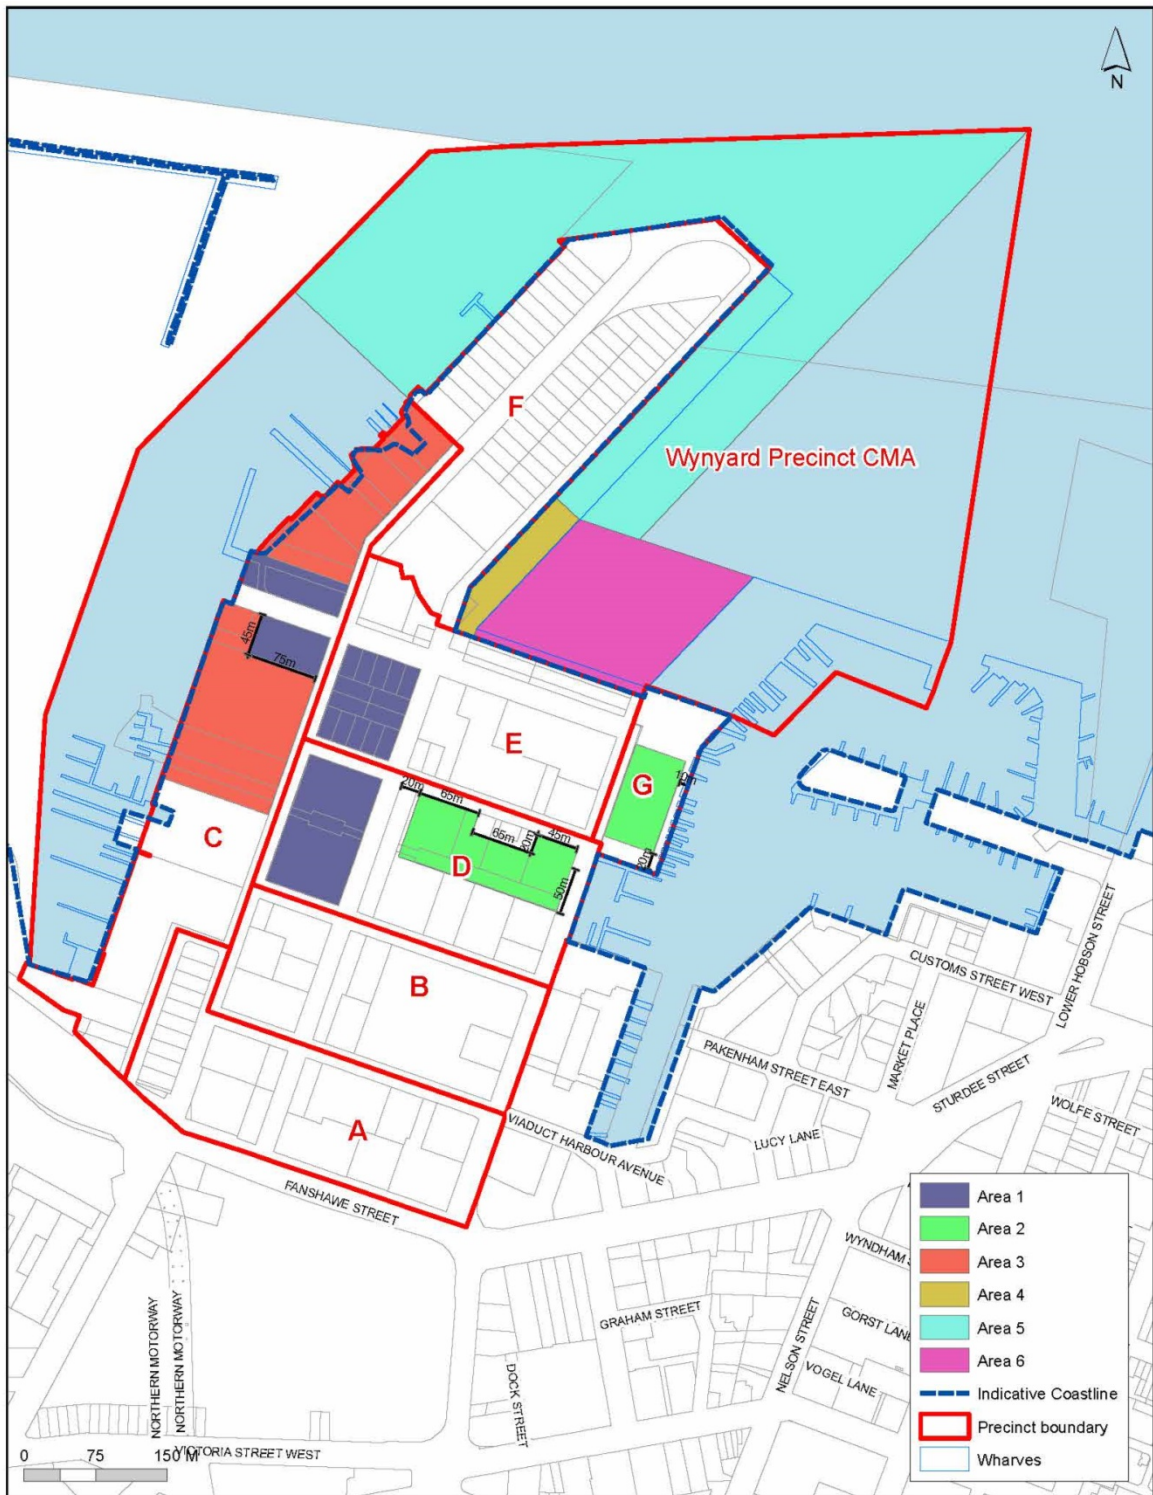 N
F
Wynyard Precinct CMA
45m
75m
E
G
10m
20m
65m
65m
20m
45m
20m
50m
D
C
B
A
CUSTOMS STREET WEST
LOWER HOBSON STREET
MARKET PLACE
PAKENHAM STREET EAST
STURDEE STREET
WOLFE STREET
VIADUCT HARBOUR AVENUE
LUCY LANE
FANSHAWE STREET
WYNDHAM S
GRAHAM STREET
GORST LANE
NELSON STREET
VOGEL LANE
DOCK STREET
NORTHERN MOTORWAY
NORTHERN MOTORWAY
VICTORIA STREET WEST
0 75 150 M
Area 1
Area 2
Area 3
Area 4
Area 5
Area 6
Indicative Coastline
Precinct boundary
Wharves